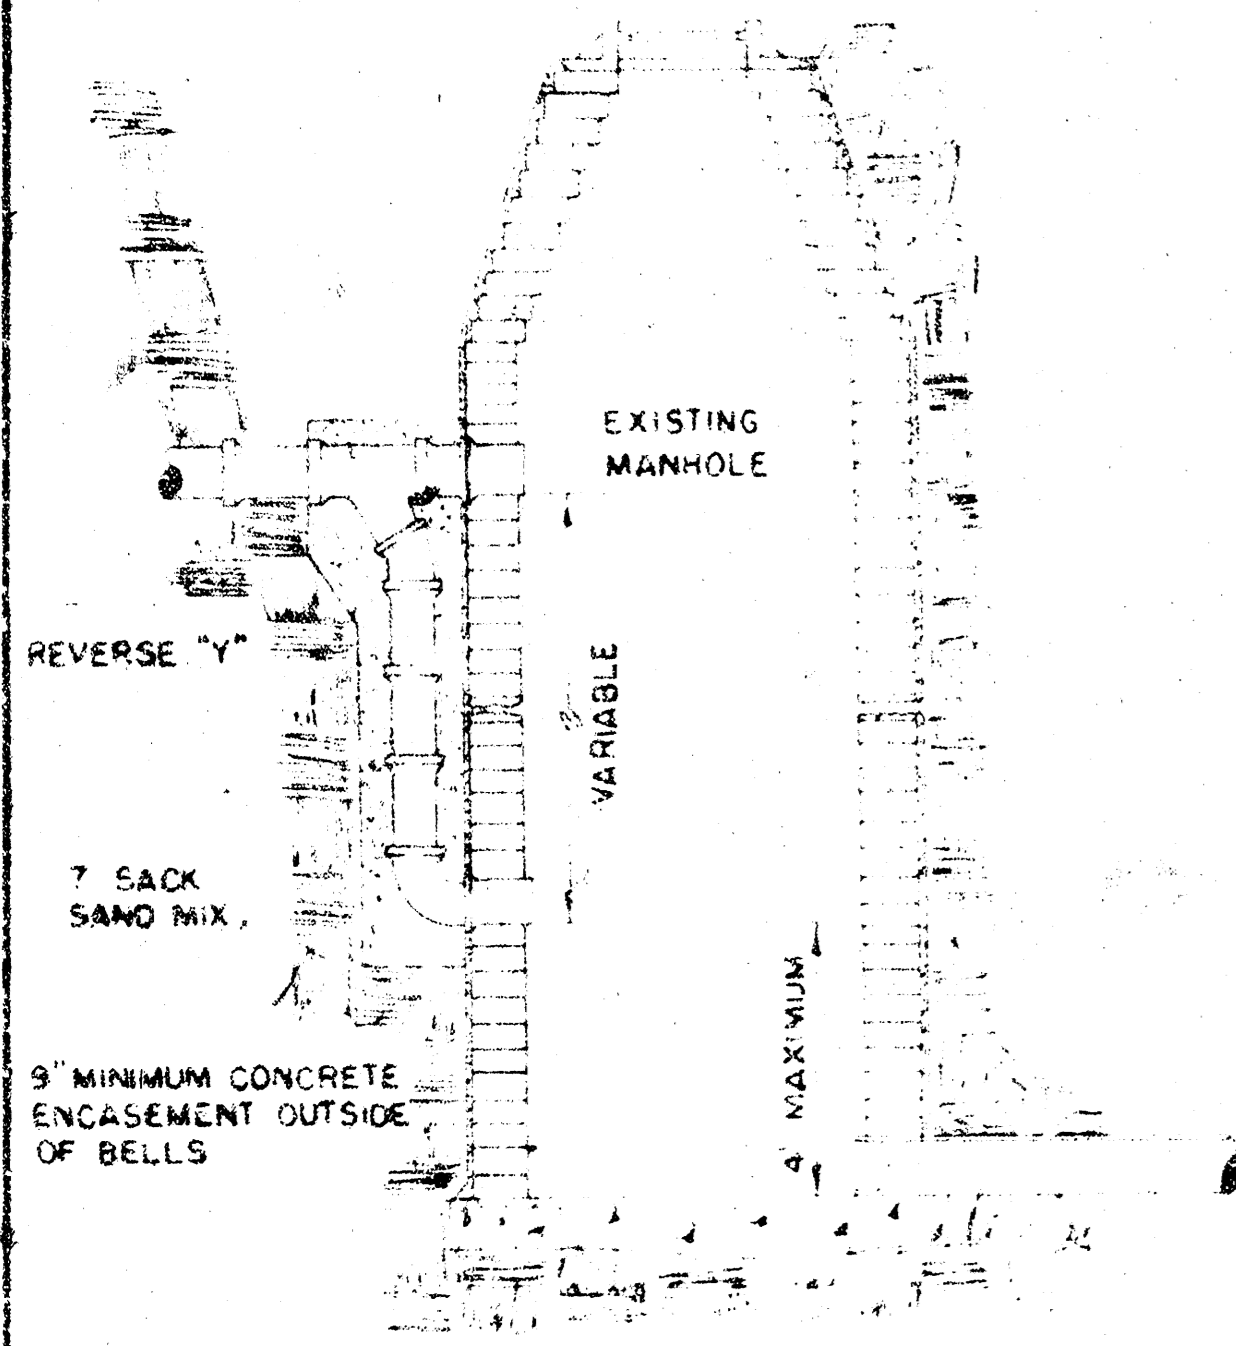 EXISTING
MANHOLE
REVERSE "Y"
VARIABLE
7 SACK
SAND MIX.
4' MAXIMUM
9" MINIMUM CONCRETE
ENCASEMENT OUTSIDE
OF BELLS